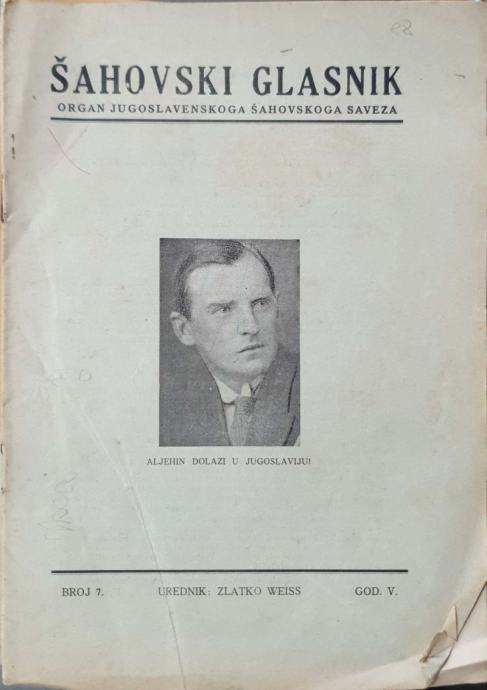 ŠAHOVSKI GLASNIK
ORGAN JUGOSLAVENSKOGA ŠAHOVSKOGA SAVEZA
ALJEHIN DOLAZI U JUGOSLAVIJU!
BROJ 7. UREDNIK: ZLATKO WEISS GOD. V.